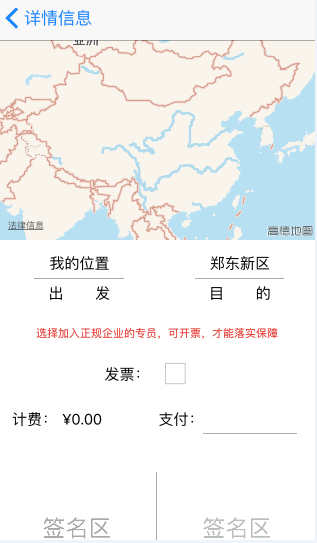 详情信息
亚洲
法律信息
高德地图
我的位置 郑东新区
出 发 目 的
选择加入正规企业的专员，可开票，才能落实保障
发票：
计费： ¥0.00 支付：
签名区 签名区